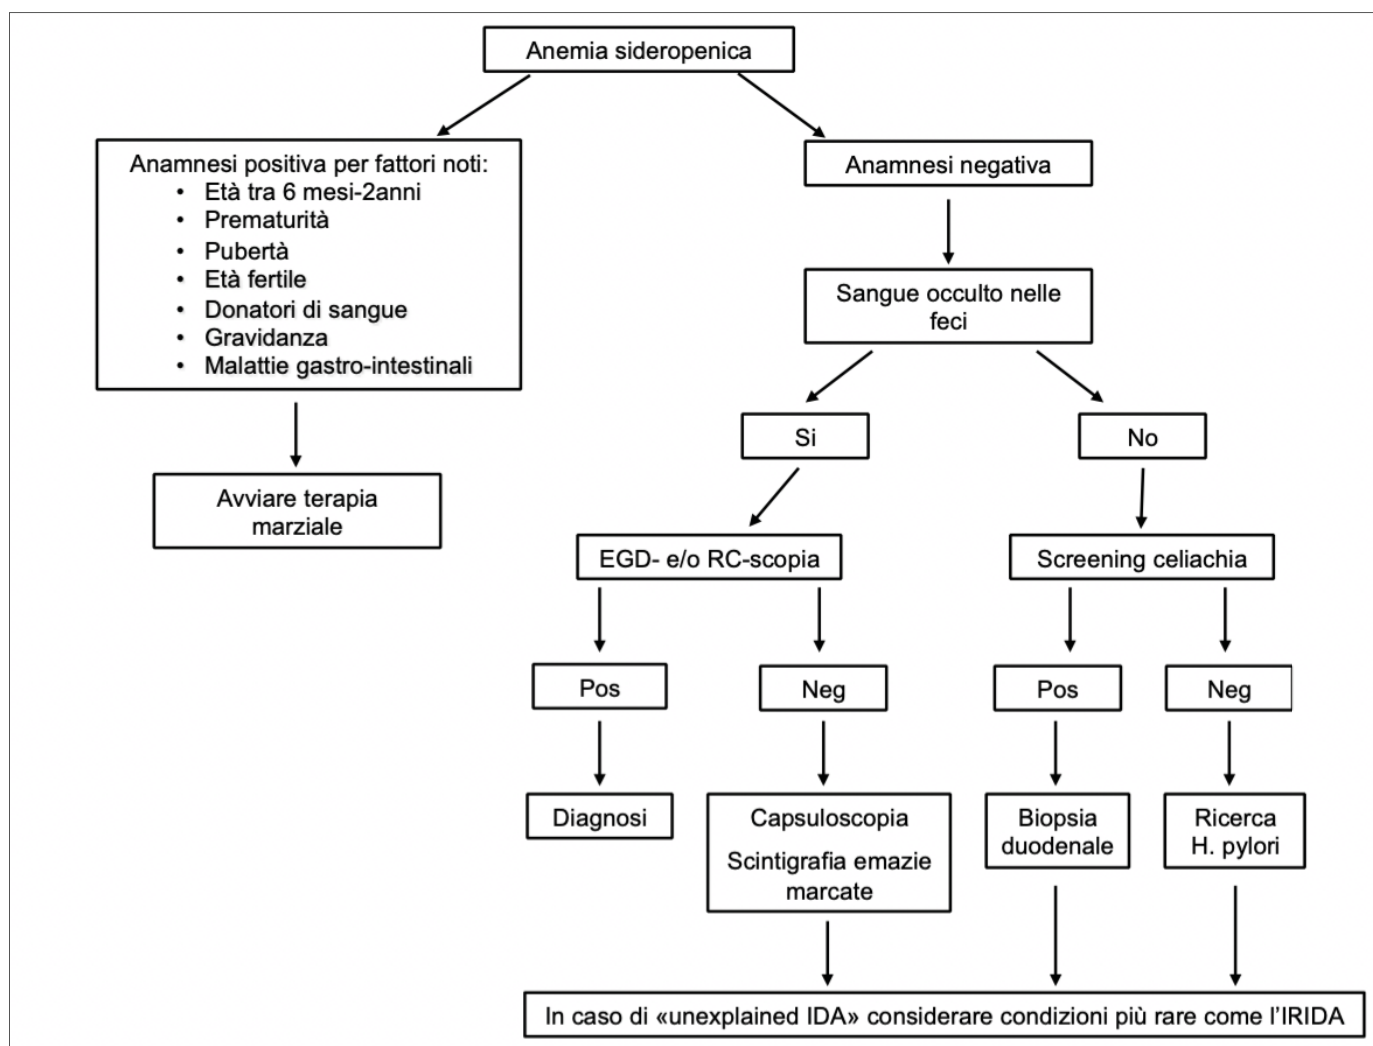 Anemia sideropenica
Anamnesi positiva per fattori noti:
• Età tra 6 mesi-2anni
• Prematurità
• Pubertà
• Età fertile
• Donatori di sangue
• Gravidanza
• Malattie gastro-intestinali
Avviare terapia
marziale
Anamnesi negativa
Sangue occulto nelle
feci
Si
No
EGD- e/o RC-scopia
Screening celiachia
Pos
Neg
Pos
Neg
Diagnosi
Capsuloscopia
Scintigrafia emazie
marcate
Biopsia
duodenale
Ricerca
H. pylori
In caso di «unexplained IDA» considerare condizioni più rare come l’IRIDA